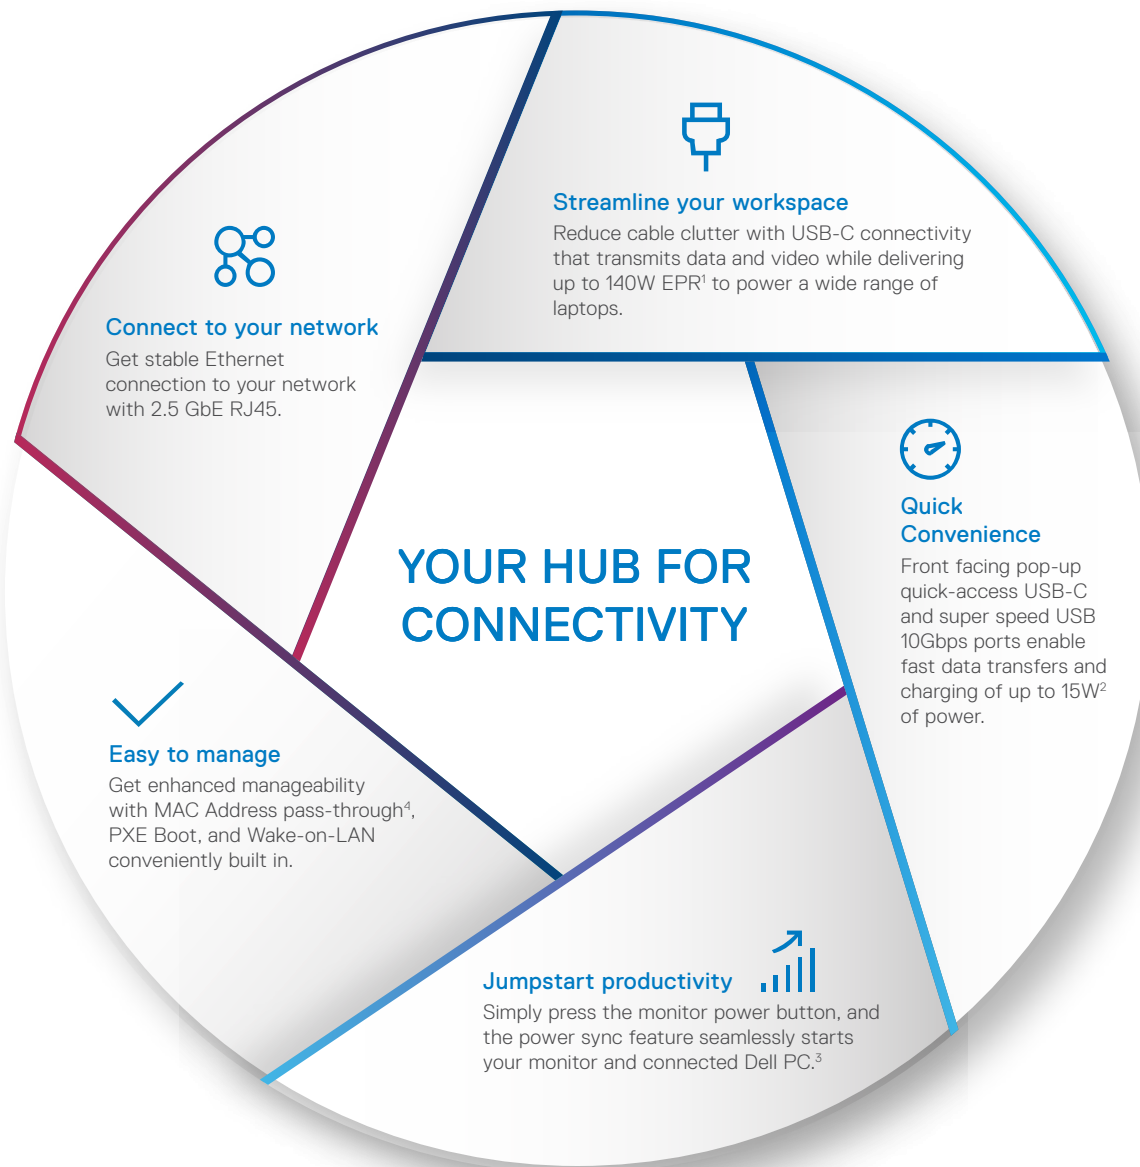 Streamline your workspace
Reduce cable clutter with USB-C connectivity
that transmits data and video while delivering
up to 140W EPR¹ to power a wide range of
laptops.
Connect to your network
Get stable Ethernet
connection to your network
with 2.5 GbE RJ45.
Quick
Convenience
Front facing pop-up
quick-access USB-C
and super speed USB
10Gbps ports enable
fast data transfers and
charging of up to 15W²
of power.
YOUR HUB FOR
CONNECTIVITY
Easy to manage
Get enhanced manageability
with MAC Address pass-through⁴,
PXE Boot, and Wake-on-LAN
conveniently built in.
Jumpstart productivity
Simply press the monitor power button, and
the power sync feature seamlessly starts
your monitor and connected Dell PC.³